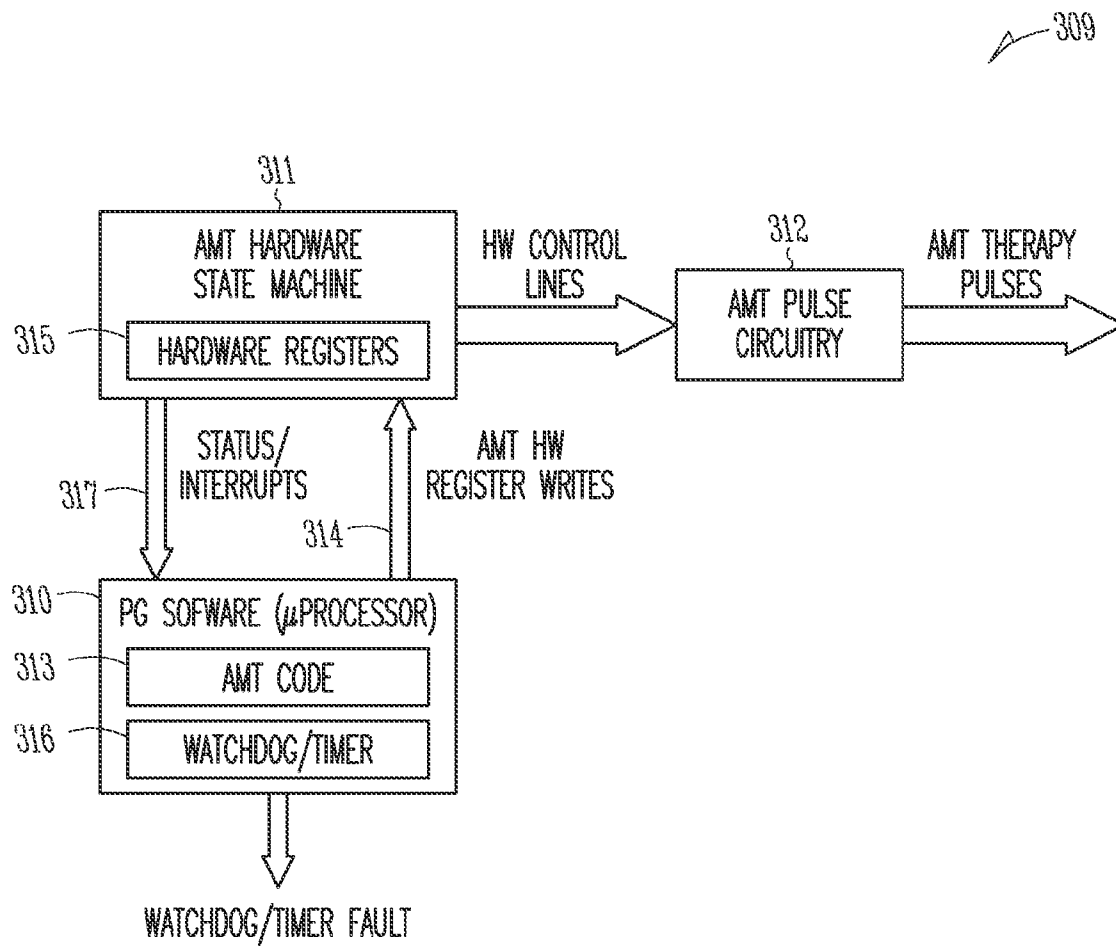 309
311
AMT HARDWARE
STATE MACHINE
315
HARDWARE REGISTERS
HW CONTROL
LINES
312
AMT PULSE
CIRCUITRY
AMT THERAPY
PULSES
STATUS/
INTERRUPTS
317
AMT HW
REGISTER WRITES
314
310
PG SOFWARE (μPROCESSOR)
313
AMT CODE
316
WATCHDOG/TIMER
WATCHDOG/TIMER FAULT